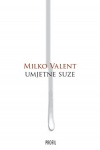 MILKO VALENT
UMJETNE SUZE
PROFIL